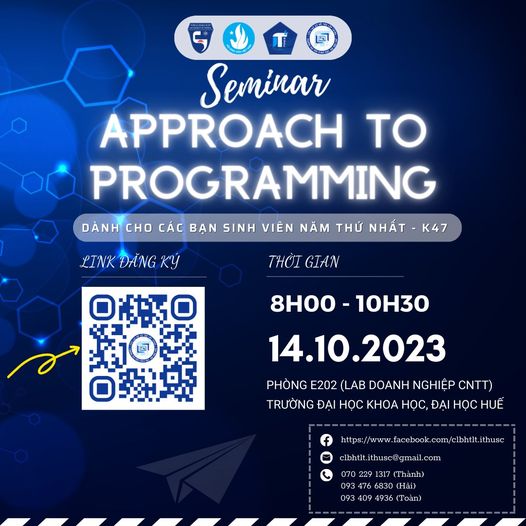 Seminar
APPROACH TO
PROGRAMMING
DÀNH CHO CÁC BẠN SINH VIÊN NĂM THỨ NHẤT - K47
LINK ĐĂNG KÝ
THỜI GIAN
8H00 - 10H30
14.10.2023
PHÒNG E202 (LAB DOANH NGHIỆP CNTT)
TRƯỜNG ĐẠI HỌC KHOA HỌC, ĐẠI HỌC HUẾ
https://www.facebook.com/clbhtlt.ithusc
clbhtlt.ithusc@gmail.com
070 229 1317 (Thành)
093 476 6830 (Hải)
093 409 4936 (Toàn)